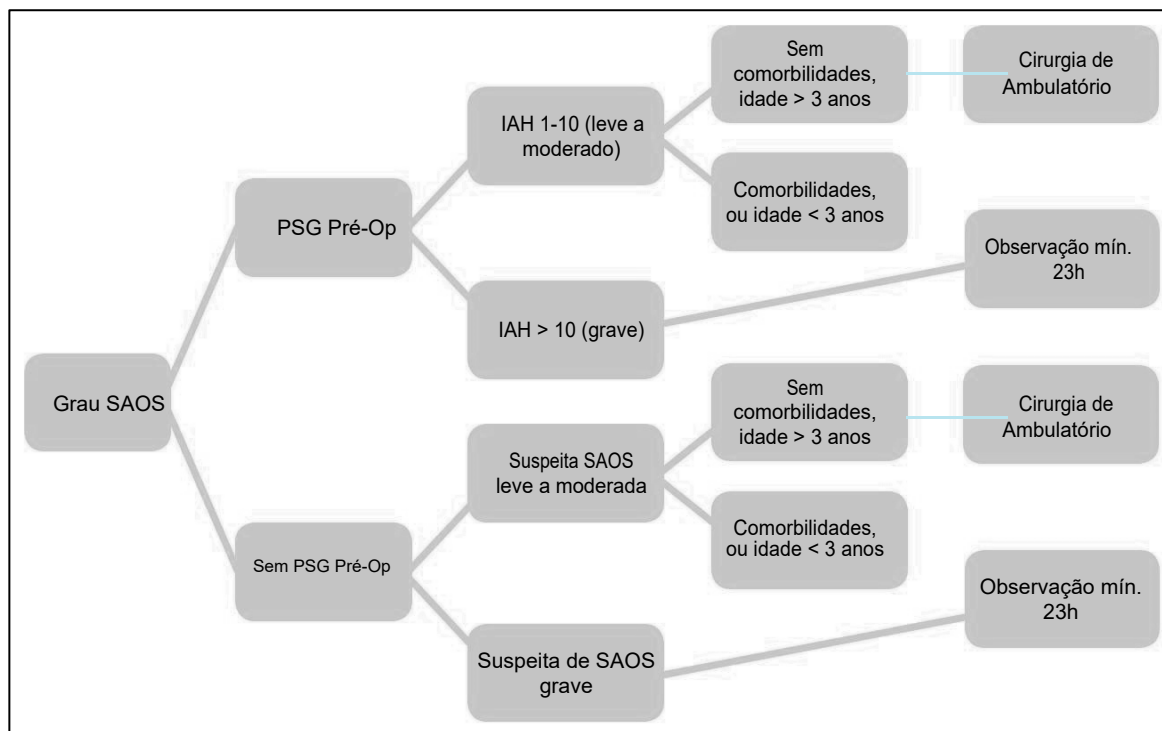 Sem
comorbilidades,
idade > 3 anos
Cirurgia de
Ambulatório
IAH 1-10 (leve a
moderado)
Comorbilidades,
ou idade < 3 anos
PSG Pré-Op
Observação mín.
23h
IAH > 10 (grave)
Grau SAOS
Sem
comorbilidades,
idade > 3 anos
Cirurgia de
Ambulatório
Suspeita SAOS
leve a moderada
Comorbilidades,
ou idade < 3 anos
Sem PSG Pré-Op
Observação mín.
23h
Suspeita de SAOS
grave